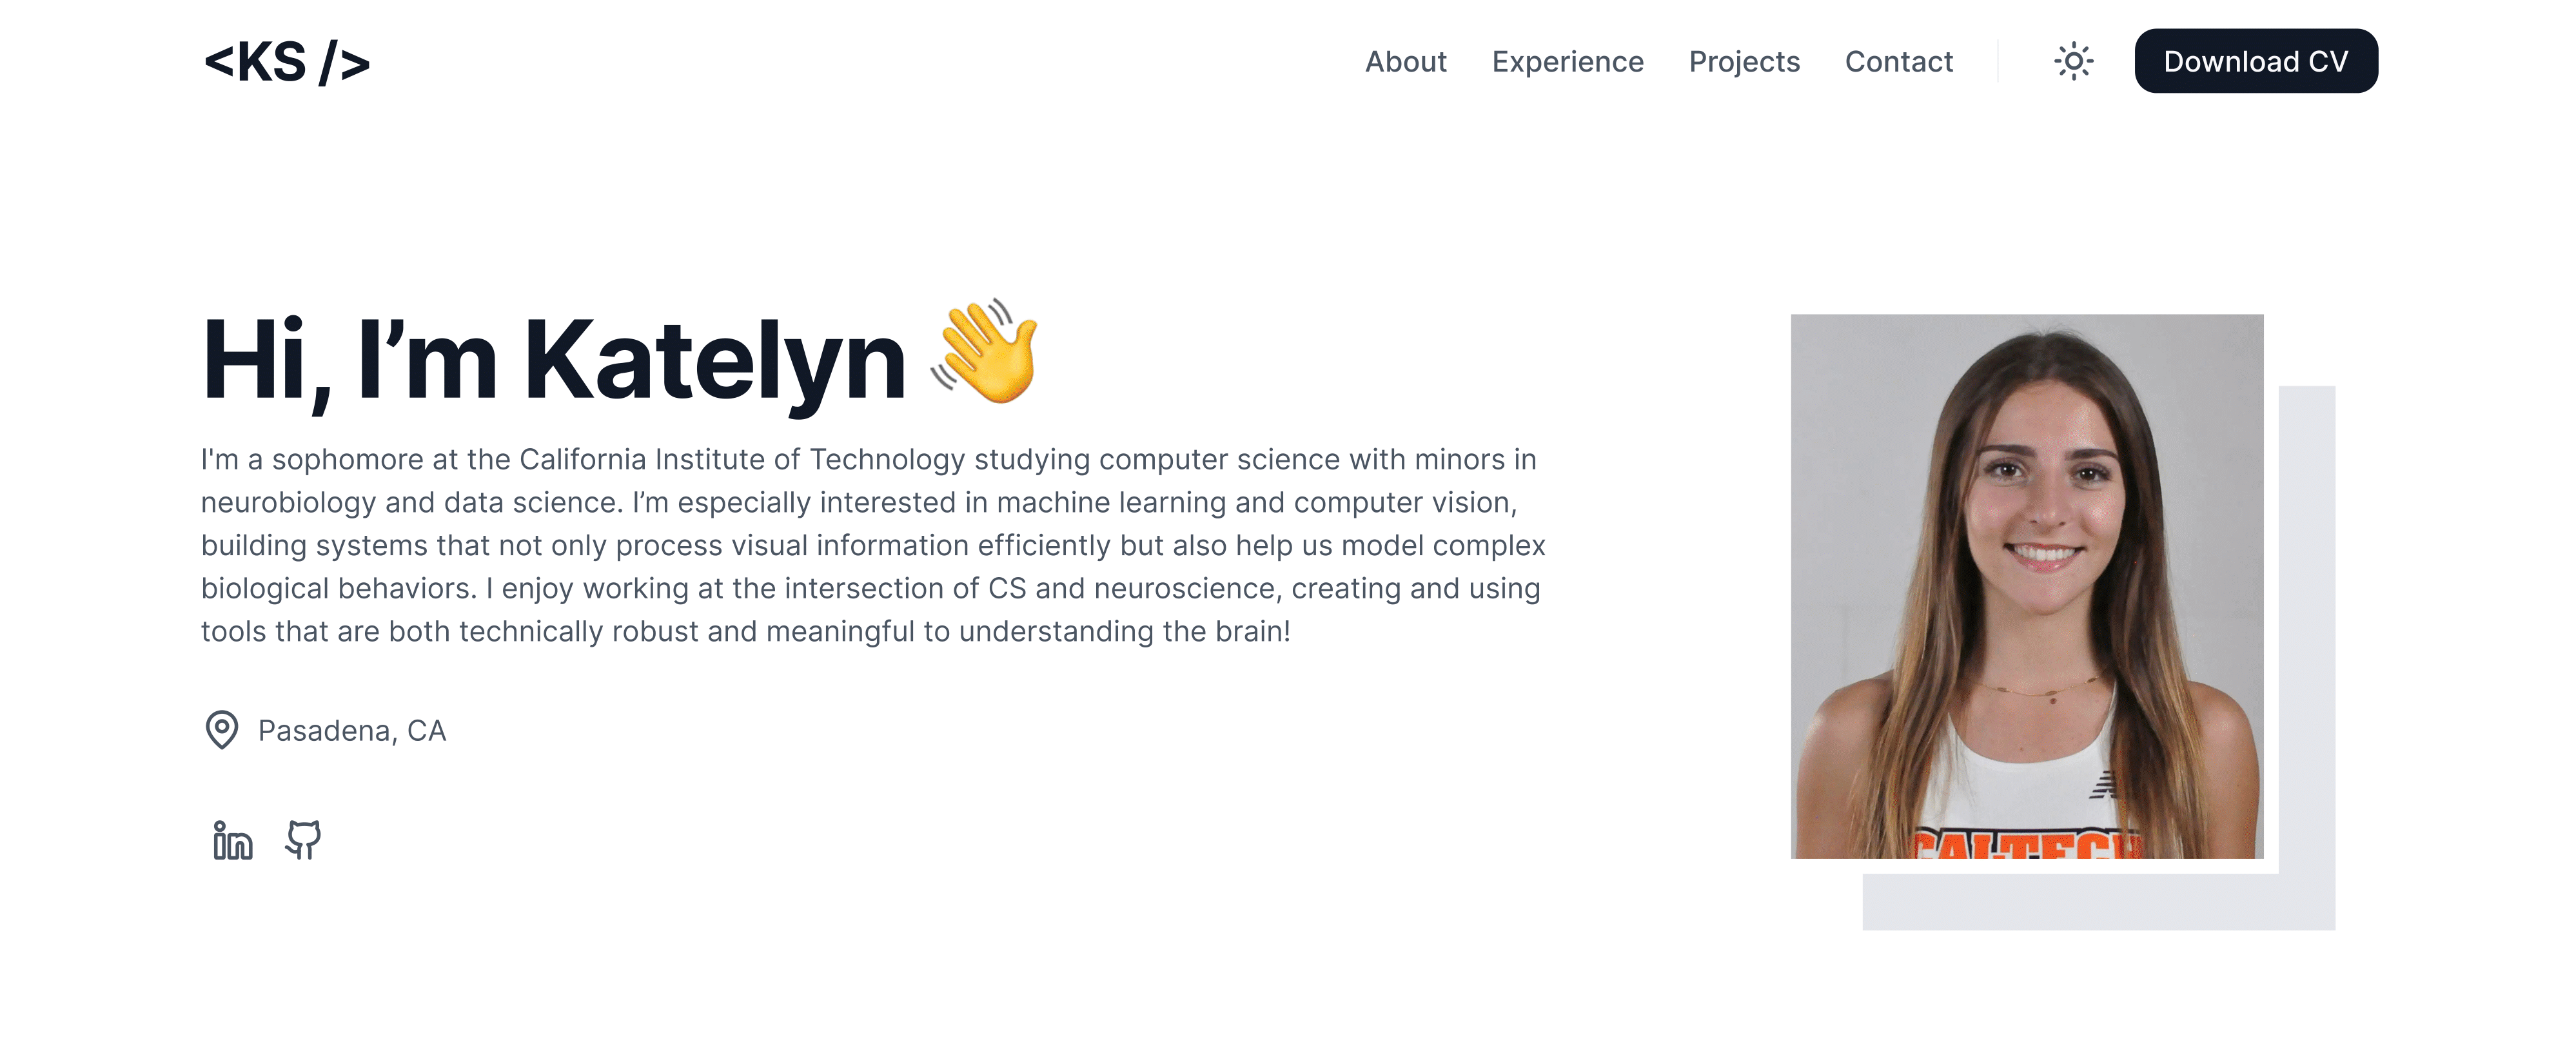 <KS />
About Experience Projects Contact Download CV
Hi, I’m Katelyn 👋
I'm a sophomore at the California Institute of Technology studying computer science with minors in
neurobiology and data science. I’m especially interested in machine learning and computer vision,
building systems that not only process visual information efficiently but also help us model complex
biological behaviors. I enjoy working at the intersection of CS and neuroscience, creating and using
tools that are both technically robust and meaningful to understanding the brain!
Pasadena, CA
in
CALTECH